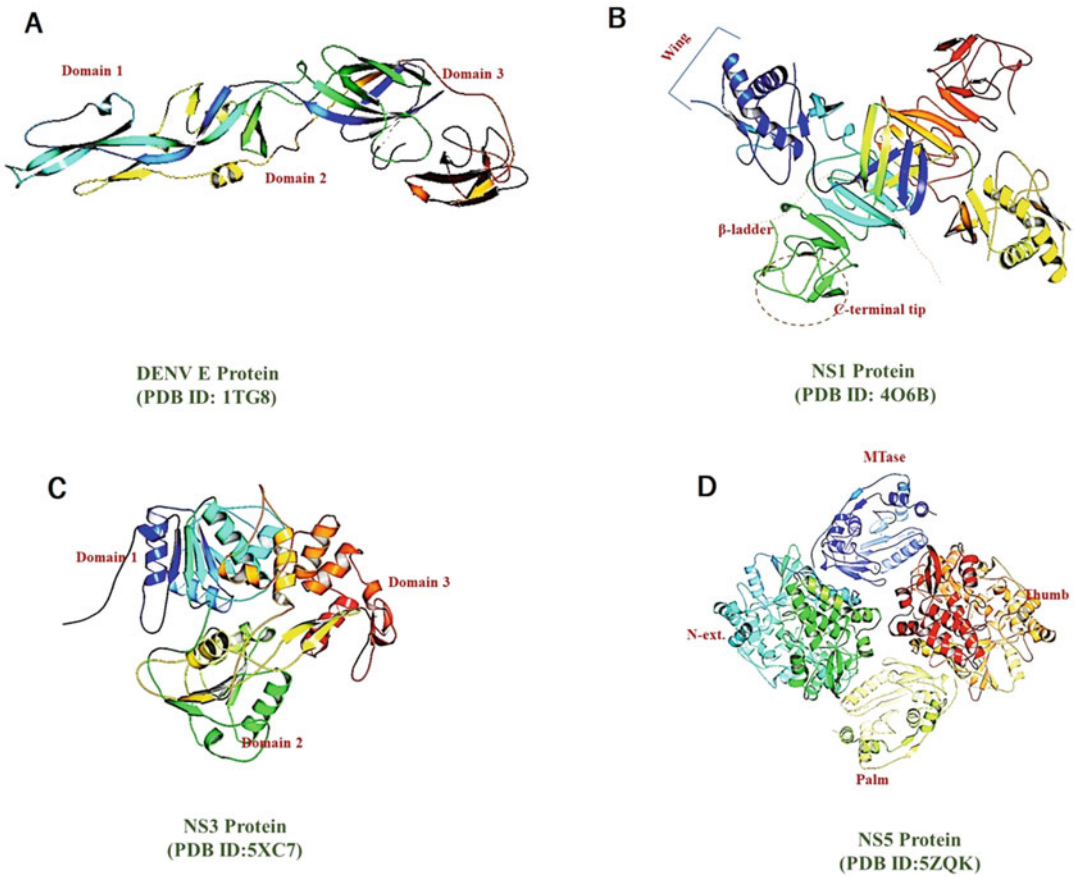 A
Domain 1
Domain 3
Domain 2
DENV E Protein
(PDB ID: 1TG8)
B
Wing
β-ladder
C-terminal tip
NS1 Protein
(PDB ID: 4O6B)
C
Domain 1
Domain 3
Domain 2
NS3 Protein
(PDB ID:5XC7)
D
MTase
N-ext.
Thumb
Palm
NS5 Protein
(PDB ID:5ZQK)